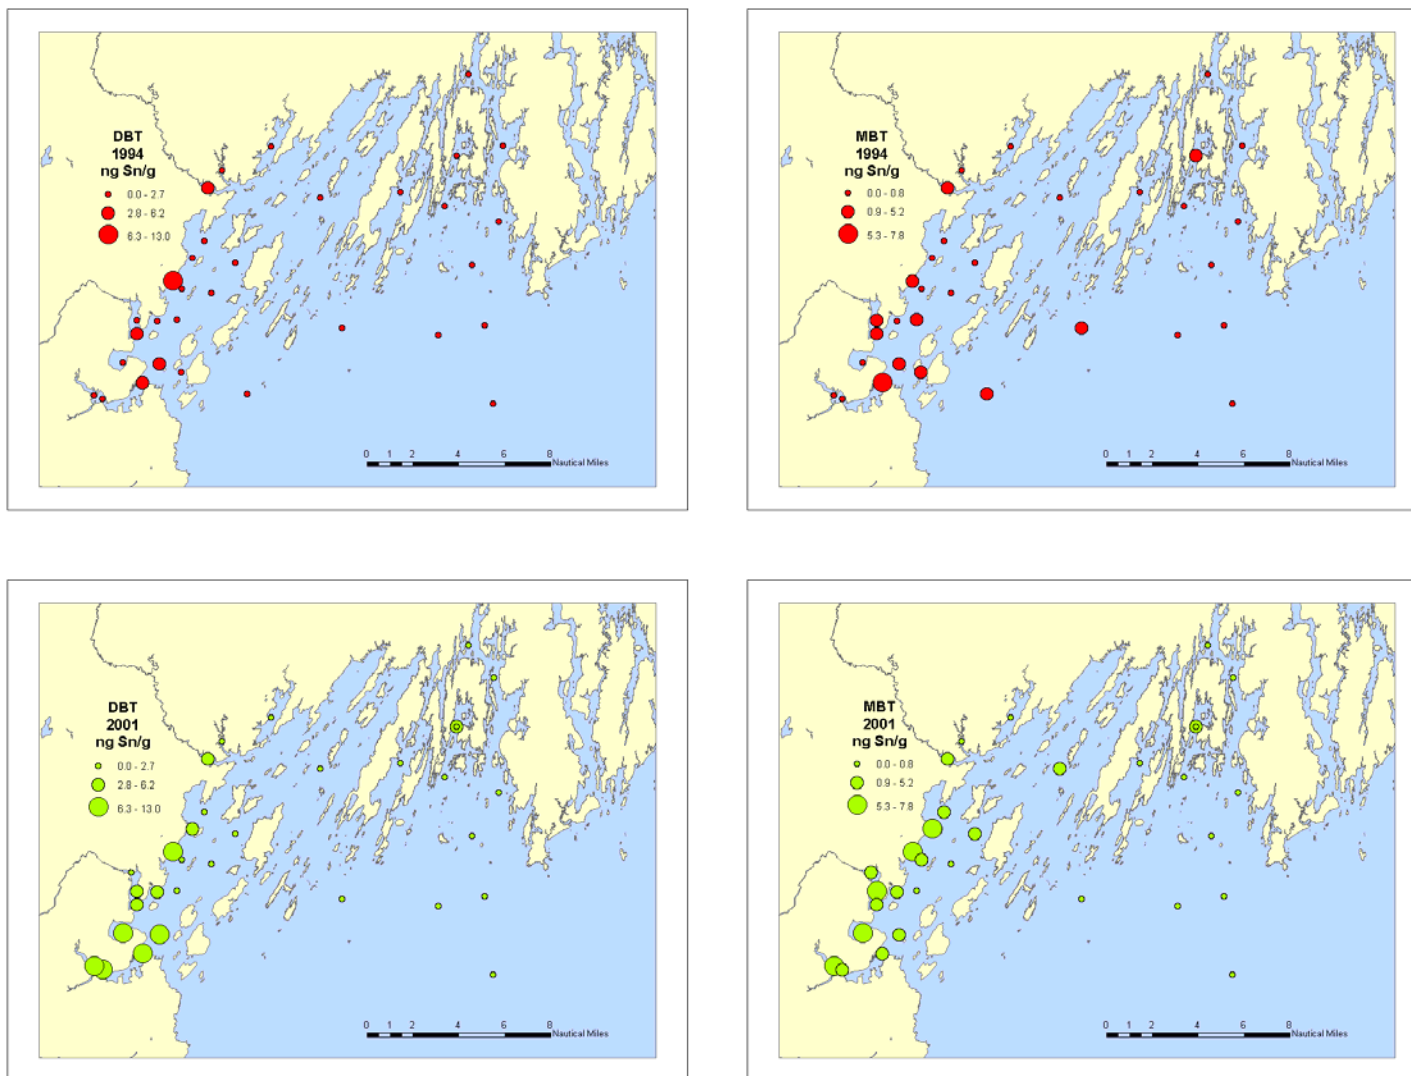 DBT
1994
ng Sn/g
0.0 - 2.7
2.8 - 6.2
6.3 - 13.0
0 2 4 6 8
Nautical Miles
MBT
1994
ng Sn/g
0.0 - 0.8
0.9 - 5.2
5.3 - 7.8
0 1 2 4 6 8
Nautical Miles
DBT
2001
ng Sn/g
0.0 - 2.7
2.8 - 6.2
6.3 - 13.0
0 1 2 4 6 8
Nautical Miles
MBT
2001
ng Sn/g
0.0 - 0.8
0.9 - 5.2
5.3 - 7.8
0 1 2 4 6 8
Nautical Miles